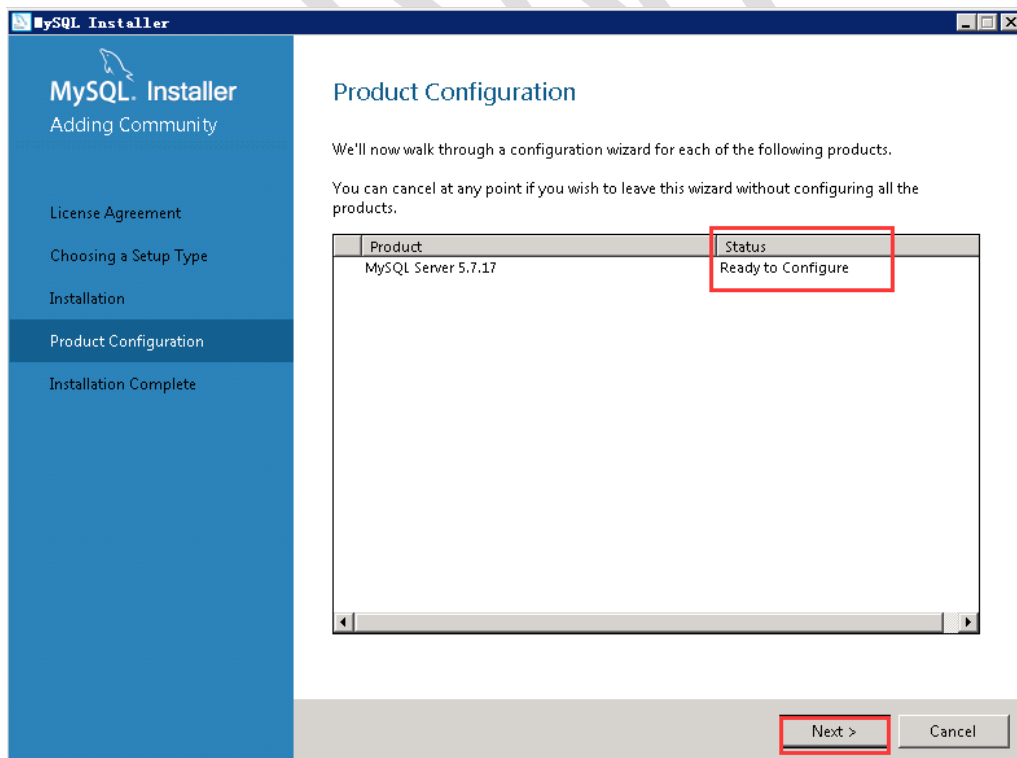 MySQL Installer
MySQL. Installer
Adding Community
License Agreement
Choosing a Setup Type
Installation
Product Configuration
Installation Complete
Product Configuration
We'll now walk through a configuration wizard for each of the following products.
You can cancel at any point if you wish to leave this wizard without configuring all the
products.
Product Status
MySQL Server 5.7.17 Ready to Configure
Next > Cancel